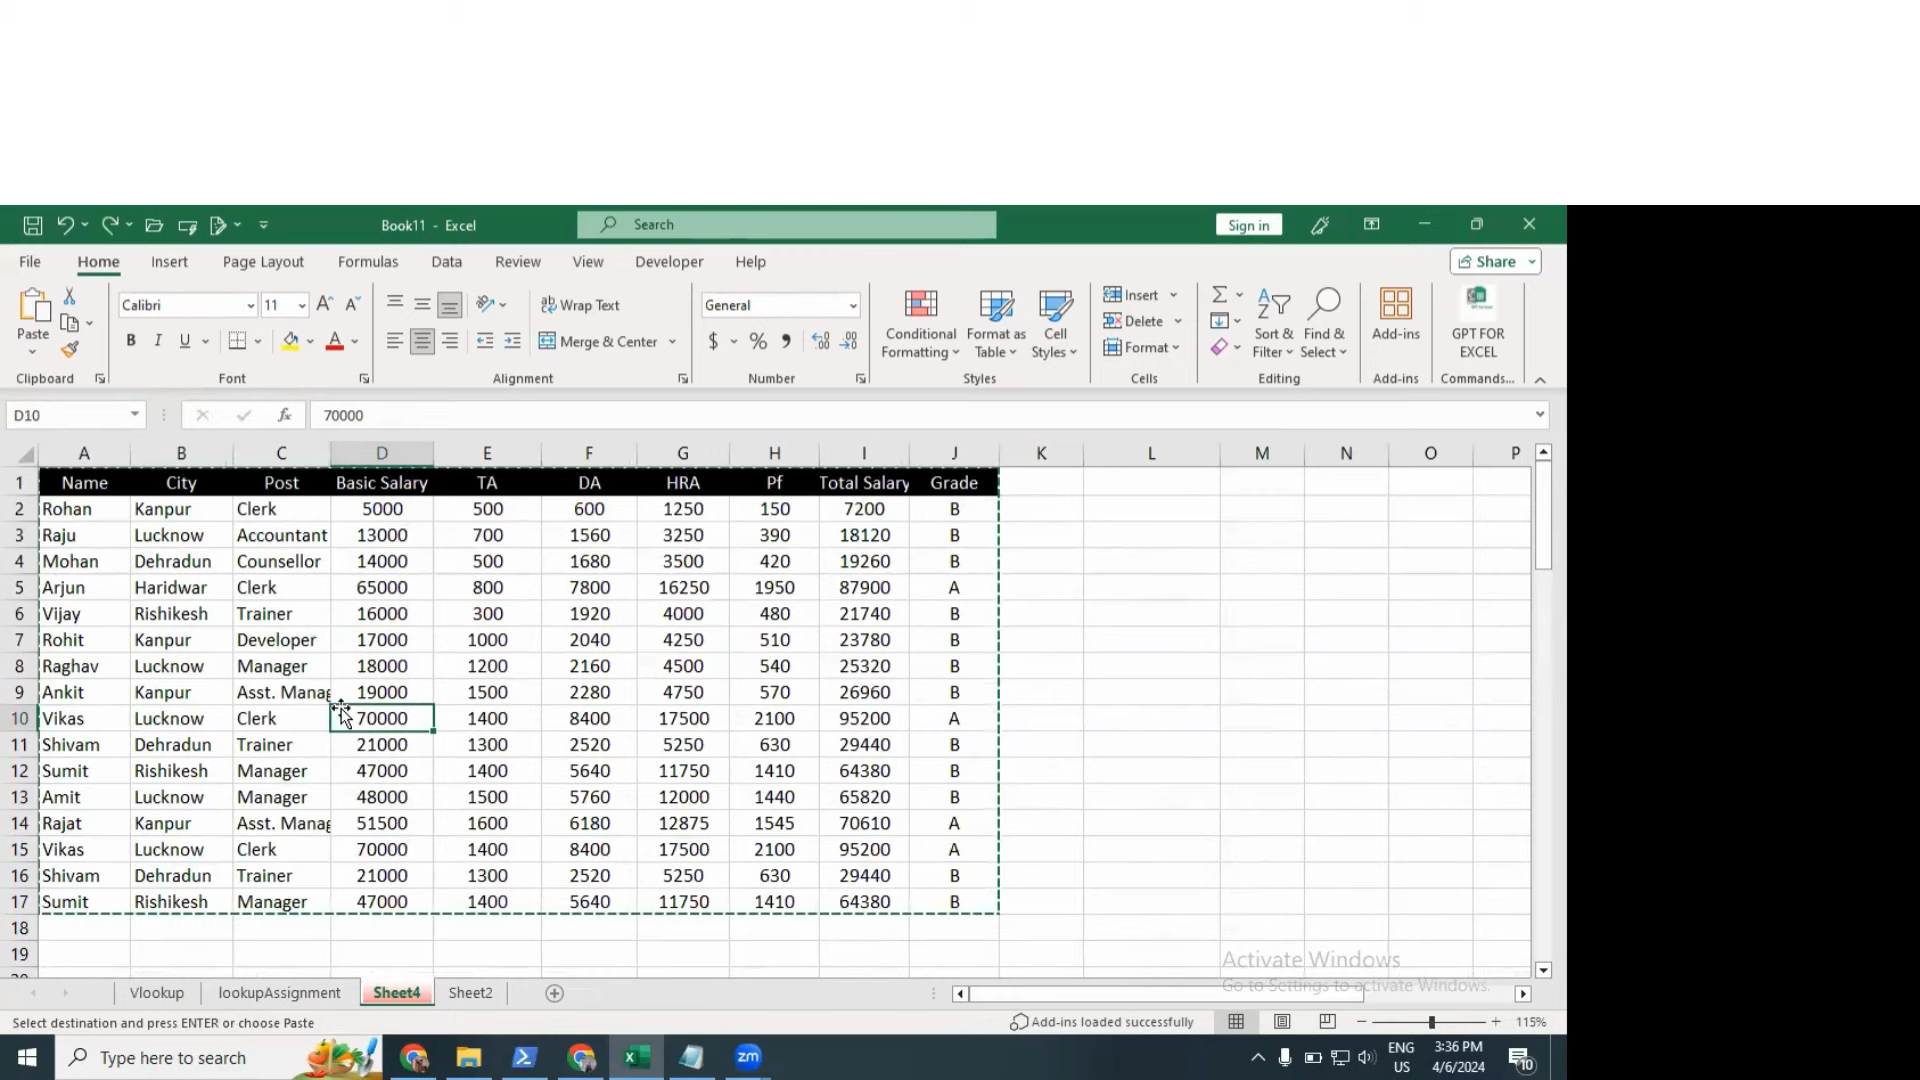 Book11 - Excel
Search
Sign in
File Home Insert Page Layout Formulas Data Review View Developer Help
Share
Paste
Calibri 11
B I U
Wrap Text
Merge & Center
General
Conditional Formatting
Format as Table
Cell Styles
Insert
Delete
Format
Sort & Filter
Find & Select
Add-ins
GPT FOR EXCEL
Clipboard Font Alignment Number Styles Cells Editing Add-ins Commands...
D10 fx 70000
A B C D E F G H I J K L M N O P
1 Name City Post Basic Salary TA DA HRA Pf Total Salary Grade
2 Rohan Kanpur Clerk 5000 500 600 1250 150 7200 B
3 Raju Lucknow Accountant 13000 700 1560 3250 390 18120 B
4 Mohan Dehradun Counsellor 14000 500 1680 3500 420 19260 B
5 Arjun Haridwar Clerk 65000 800 7800 16250 1950 87900 A
6 Vijay Rishikesh Trainer 16000 300 1920 4000 480 21740 B
7 Rohit Kanpur Developer 17000 1000 2040 4250 510 23780 B
8 Raghav Lucknow Manager 18000 1200 2160 4500 540 25320 B
9 Ankit Kanpur Asst. Manag 19000 1500 2280 4750 570 26960 B
10 Vikas Lucknow Clerk 70000 1400 8400 17500 2100 95200 A
11 Shivam Dehradun Trainer 21000 1300 2520 5250 630 29440 B
12 Sumit Rishikesh Manager 47000 1400 5640 11750 1410 64380 B
13 Amit Lucknow Manager 48000 1500 5760 12000 1440 65820 B
14 Rajat Kanpur Asst. Manag 51500 1600 6180 12875 1545 70610 A
15 Vikas Lucknow Clerk 70000 1400 8400 17500 2100 95200 A
16 Shivam Dehradun Trainer 21000 1300 2520 5250 630 29440 B
17 Sumit Rishikesh Manager 47000 1400 5640 11750 1410 64380 B
18
19
Activate Windows
Go to Settings to activate Windows.
Vlookup lookupAssignment Sheet4 Sheet2
Select destination and press ENTER or choose Paste
Add-ins loaded successfully
115%
Type here to search
zm
ENG US
3:36 PM
4/6/2024
10